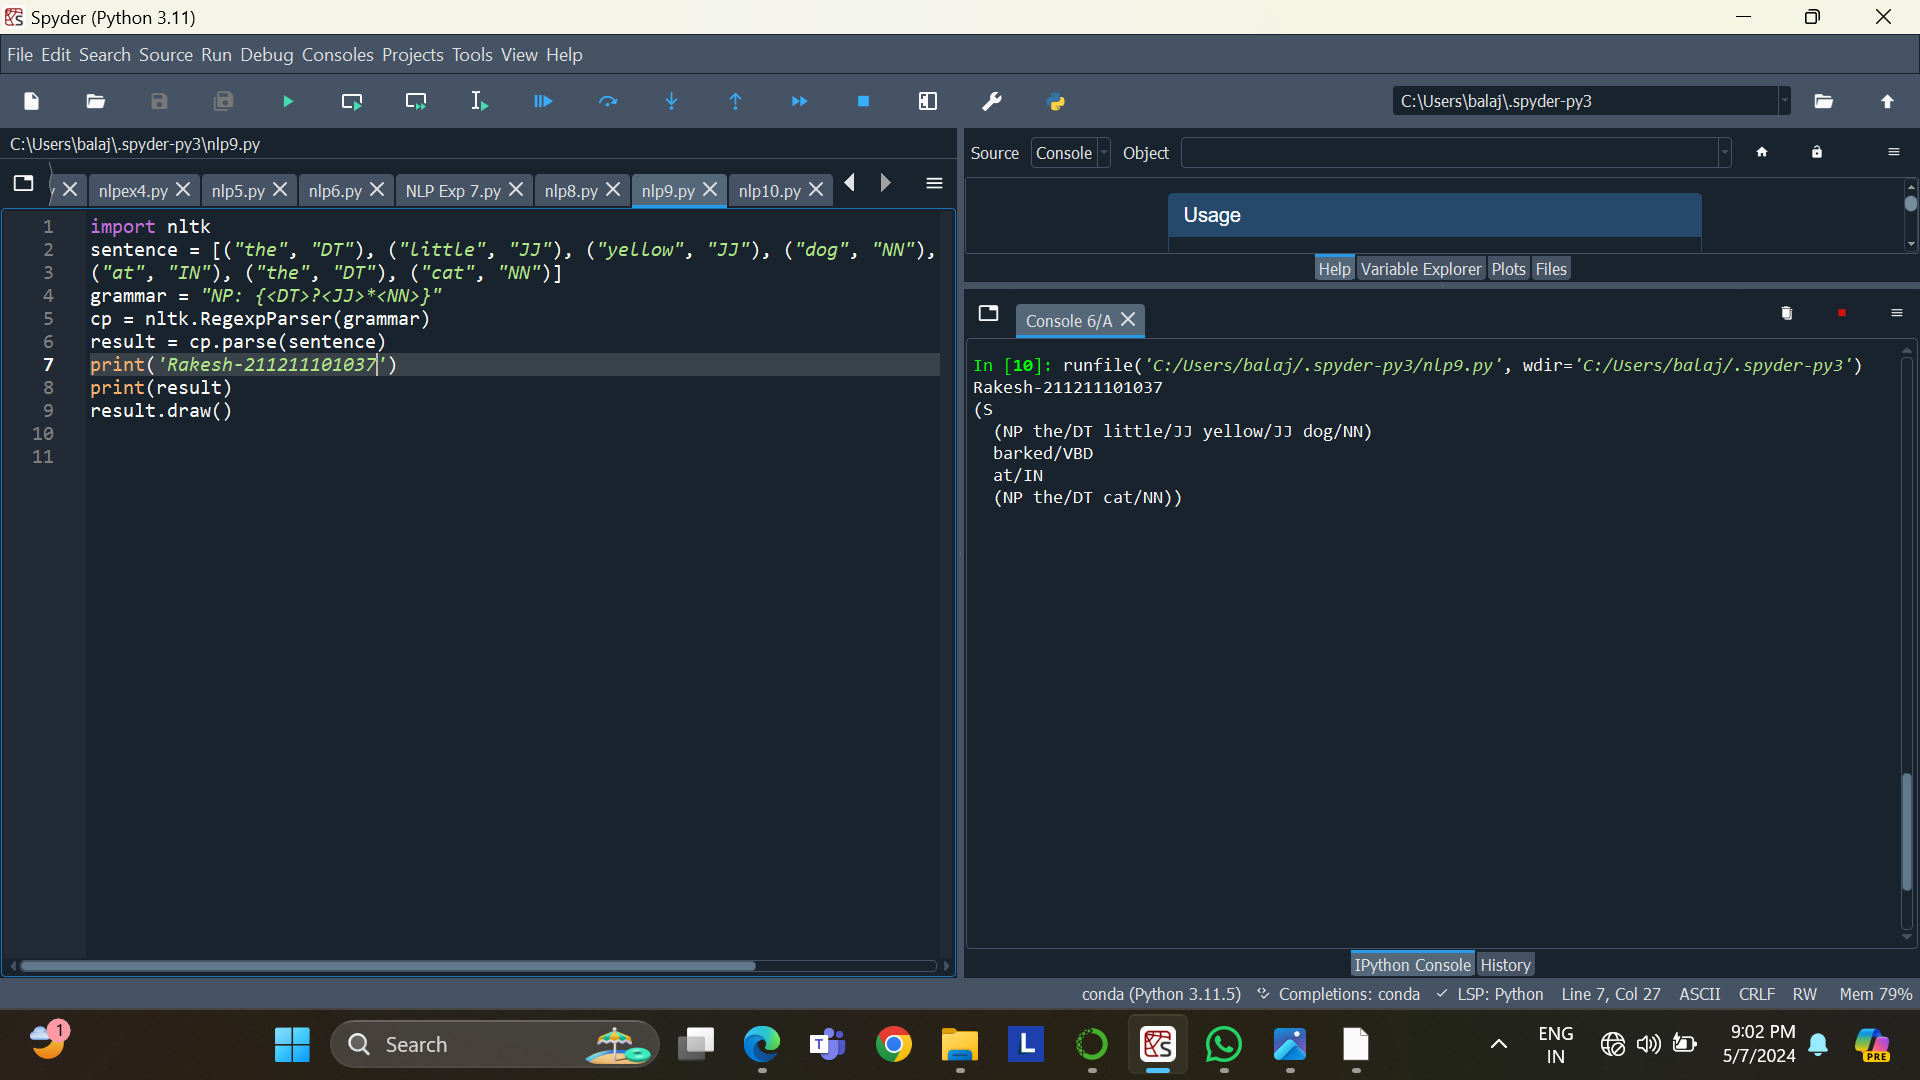 Spyder (Python 3.11)
File Edit Search Source Run Debug Consoles Projects Tools View Help
C:\Users\balaj\.spyder-py3
C:\Users\balaj\.spyder-py3\nlp9.py
nlpex4.py
nlp5.py
nlp6.py
NLP Exp 7.py
nlp8.py
nlp9.py
nlp10.py
1 import nltk
2 sentence = [("the", "DT"), ("little", "JJ"), ("yellow", "JJ"), ("dog", "NN"),
3 ("at", "IN"), ("the", "DT"), ("cat", "NN")]
4 grammar = "NP: {<DT>?<JJ>*<NN>}"
5 cp = nltk.RegexpParser(grammar)
6 result = cp.parse(sentence)
7 print('Rakesh-211211101037')
8 print(result)
9 result.draw()
10
11
Source Console Object
Usage
Help Variable Explorer Plots Files
Console 6/A
In [10]: runfile('C:/Users/balaj/.spyder-py3/nlp9.py', wdir='C:/Users/balaj/.spyder-py3')
Rakesh-211211101037
(S
(NP the/DT little/JJ yellow/JJ dog/NN)
barked/VBD
at/IN
(NP the/DT cat/NN))
IPython Console History
conda (Python 3.11.5) Completions: conda LSP: Python Line 7, Col 27 ASCII CRLF RW Mem 79%
1
Search
T
L
ENG
IN
9:02 PM
5/7/2024
PRE